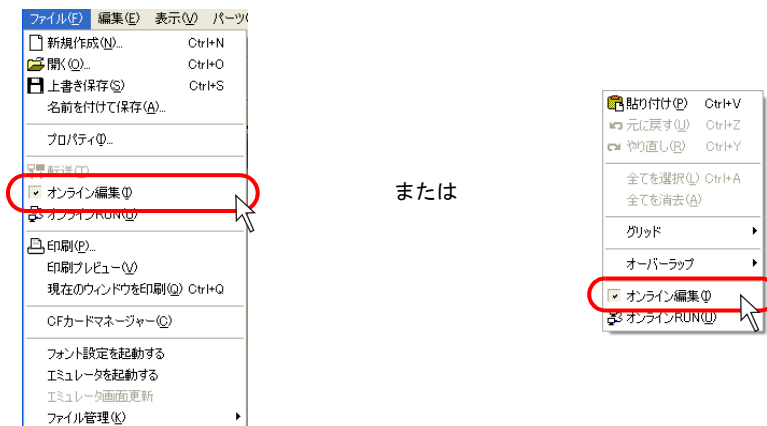 ファイル(F) 編集(E) 表示(V) パーツ(
新規作成(N)... Ctrl+N
開く(O)... Ctrl+O
上書き保存(S) Ctrl+S
名前を付けて保存(A)...
プロパティ(I)...
転送(T)
オンライン編集(I)
オンラインRUN(U)
印刷(P)...
印刷プレビュー(V)
現在のウィンドウを印刷(Q) Ctrl+Q
CFカードマネージャー(C)
フォント設定を起動する
エミュレータを起動する
エミュレータ画面更新
ファイル管理(K)
または
貼り付け(P) Ctrl+V
元に戻す(U) Ctrl+Z
やり直し(R) Ctrl+Y
全てを選択(L) Ctrl+A
全てを消去(A)
グリッド
オーバーラップ
オンライン編集(I)
オンラインRUN(U)